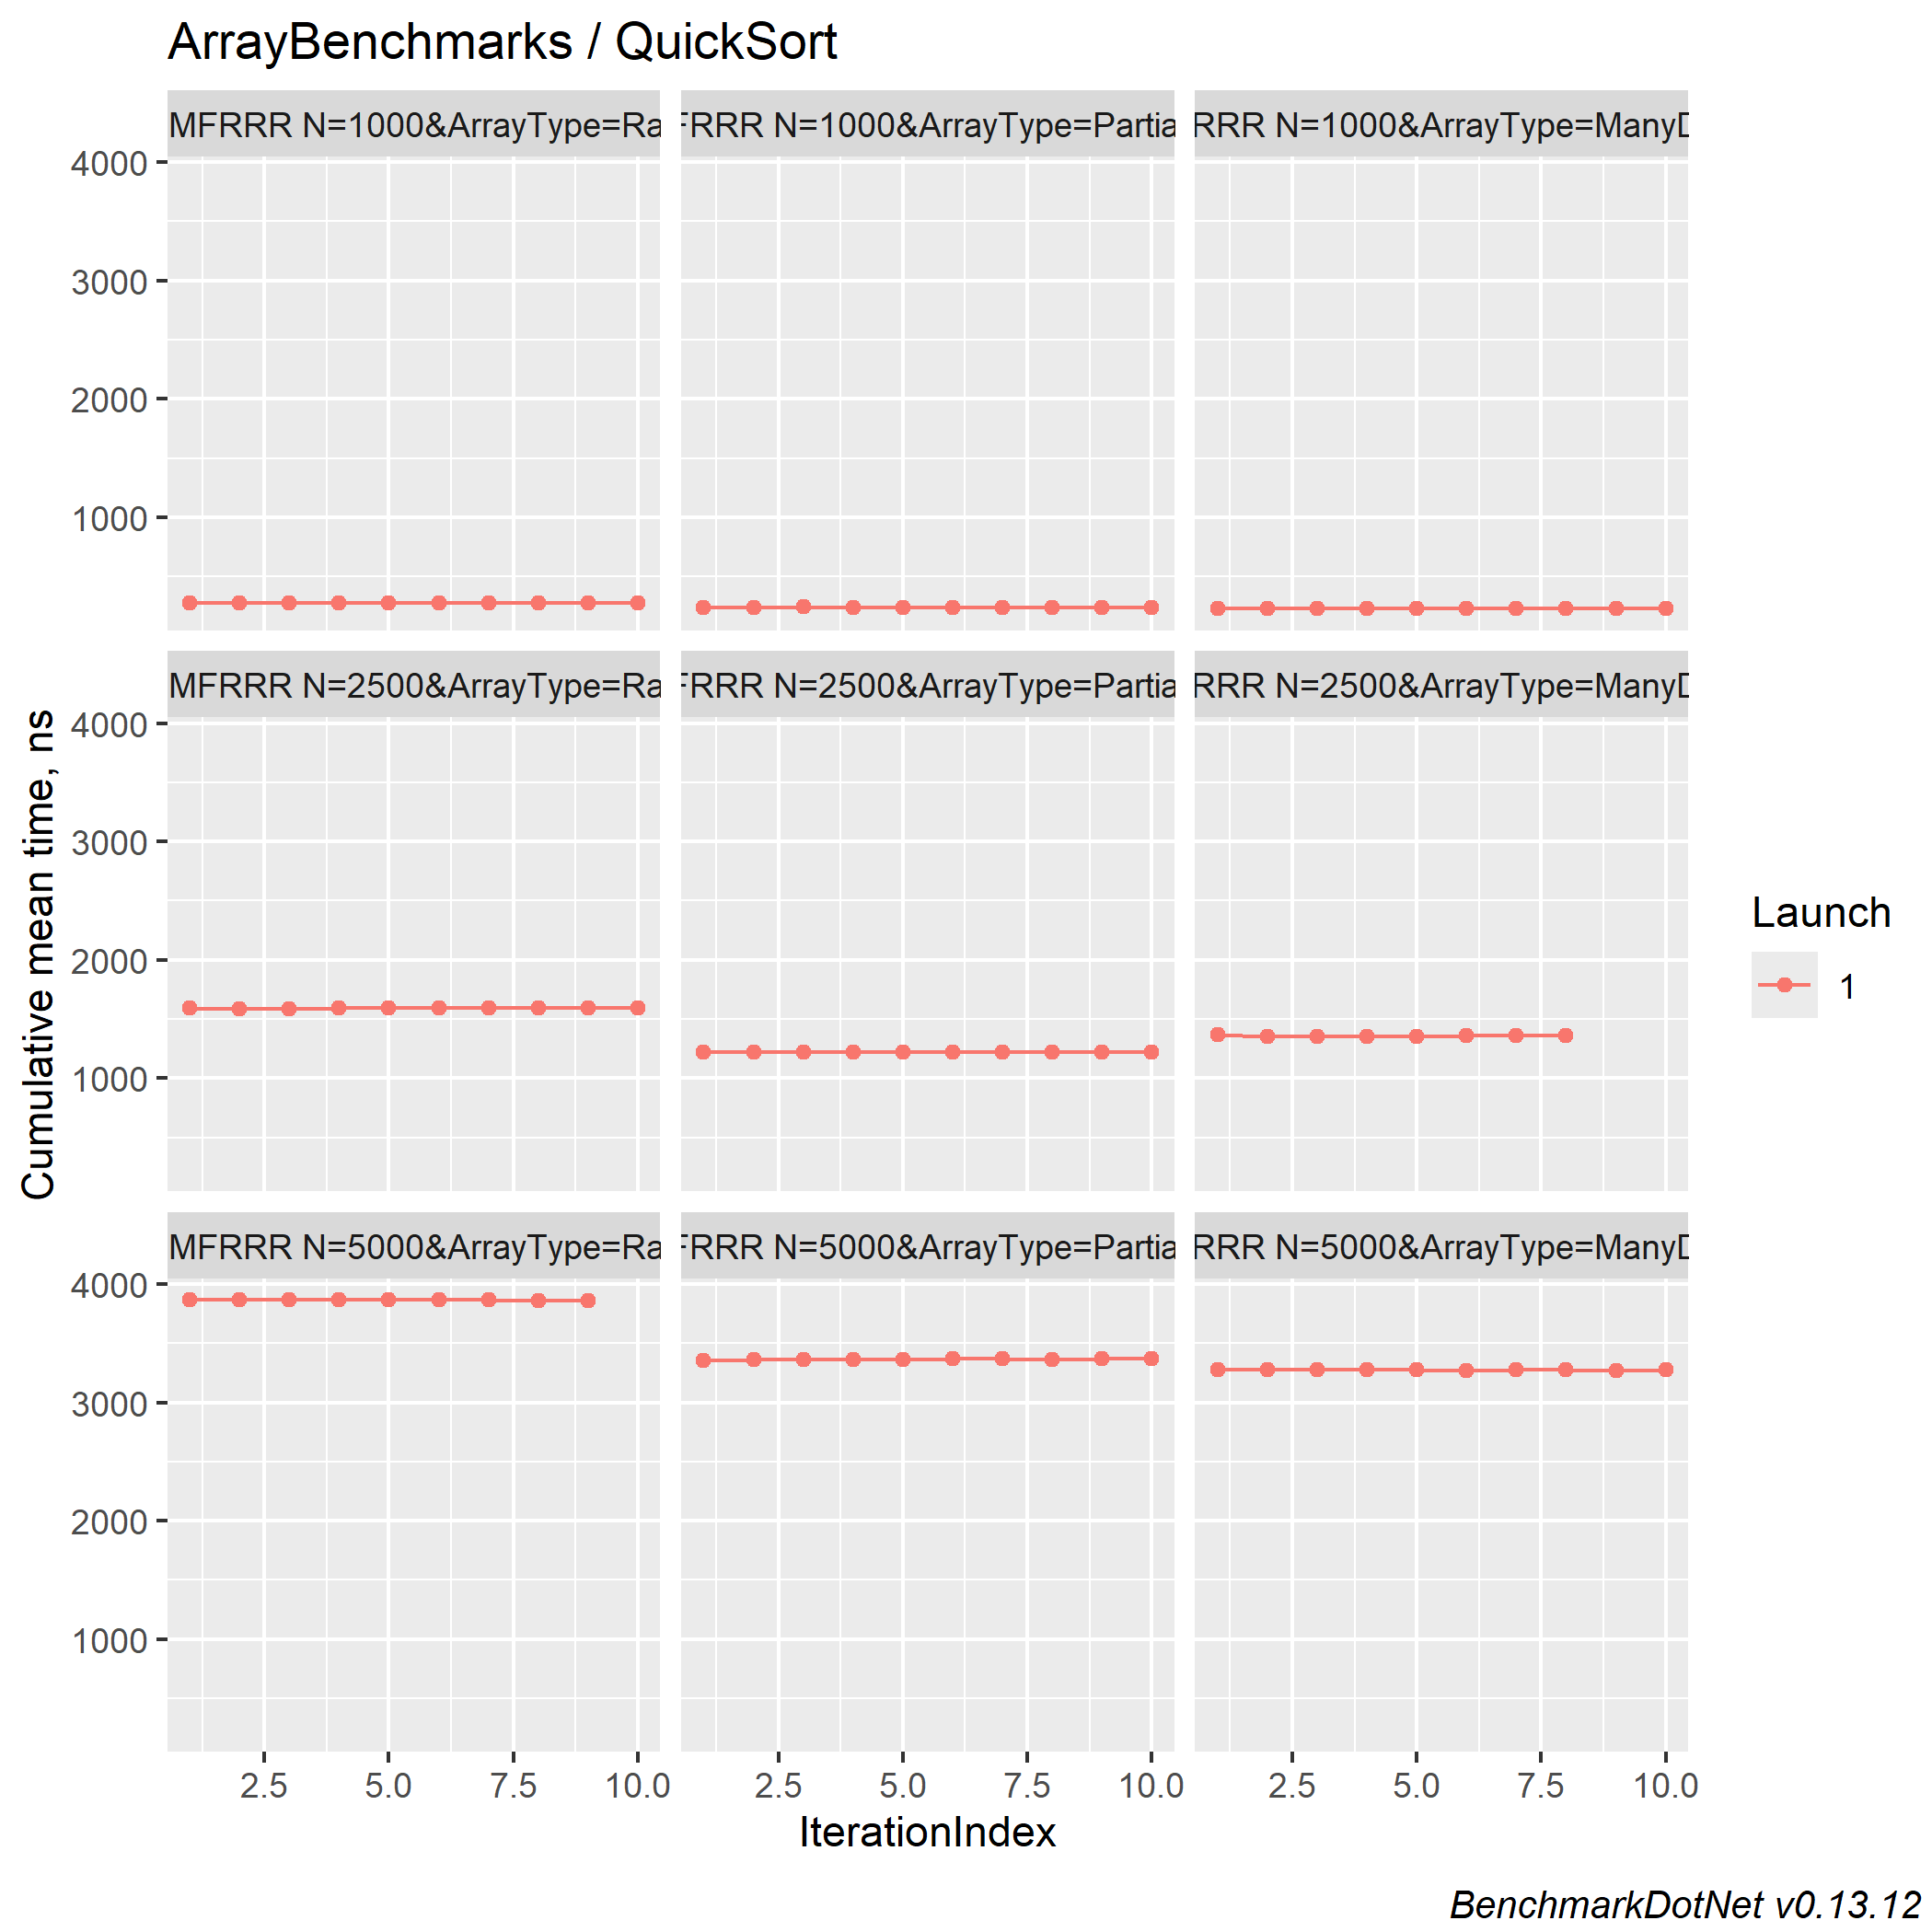 ArrayBenchmarks / QuickSort
MFRRR N=1000&ArrayType=Ra
FRRR N=1000&ArrayType=Partia
RRR N=1000&ArrayType=ManyD
4000
3000
2000
1000
MFRRR N=2500&ArrayType=Ra
FRRR N=2500&ArrayType=Partia
RRR N=2500&ArrayType=ManyD
4000
3000
2000
1000
MFRRR N=5000&ArrayType=Ra
FRRR N=5000&ArrayType=Partia
RRR N=5000&ArrayType=ManyD
4000
3000
2000
1000
2.5 5.0 7.5 10.0
2.5 5.0 7.5 10.0
2.5 5.0 7.5 10.0
IterationIndex
Cumulative mean time, ns
Launch
1
BenchmarkDotNet v0.13.12